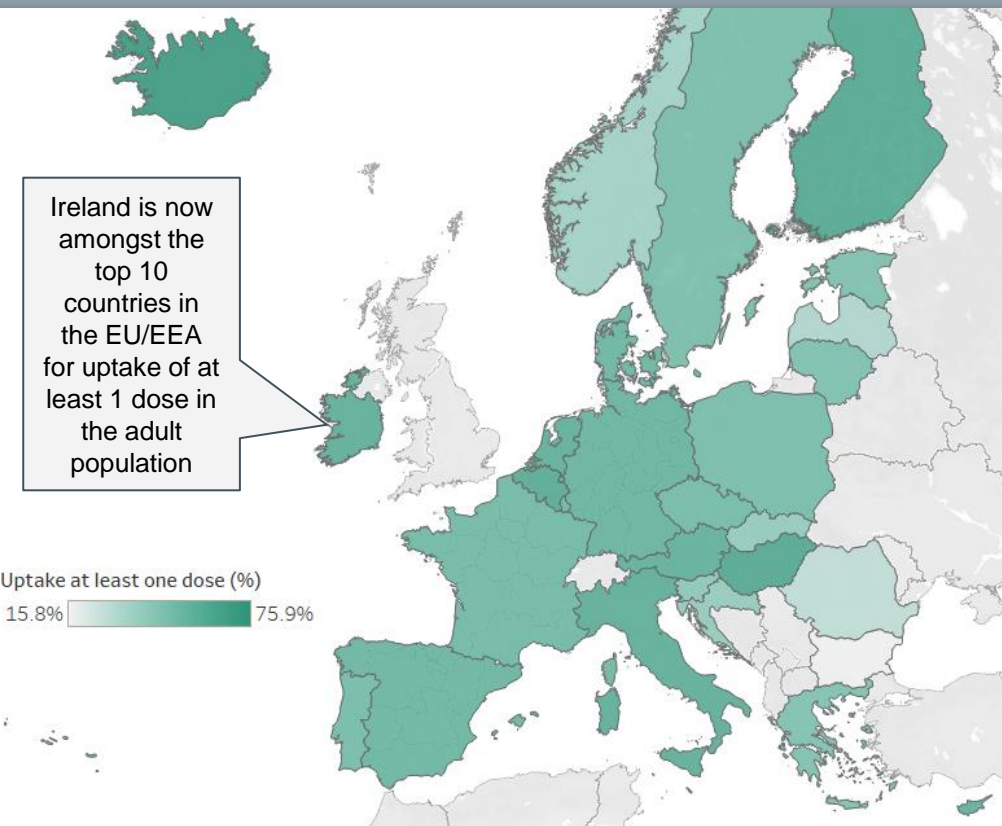 Ireland is now
amongst the
top 10
countries in
the EU/EEA
for uptake of at
least 1 dose in
the adult
population
Uptake at least one dose (%)
15.8% 75.9%